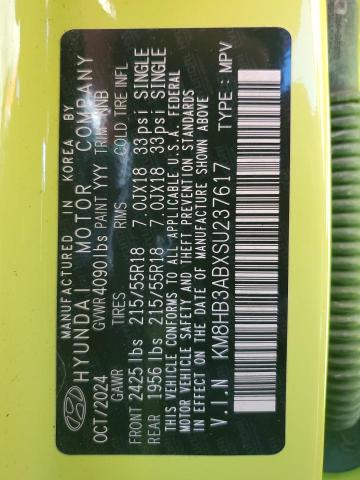 MANUFACTURED IN KOREA BY
HYUNDAI MOTOR COMPANY
OCT/2024 GVWR 4090 lbs PAINT YYY TRIM NNB
GAWR TIRES RIMS COLD TIRE INFL
FRONT 2425 lbs 215/55R18 7.0JX18 33psi SINGLE
REAR 1956 lbs 215/55R18 7.0JX18 33psi SINGLE
THIS VEHICLE CONFORMS TO ALL APPLICABLE U.S.A. FEDERAL
MOTOR VEHICLE SAFETY AND THEFT PREVENTION STANDARDS
IN EFFECT ON THE DATE OF MANUFACTURE SHOWN ABOVE.
V.I.N KM8HB3ABXSU237617 TYPE: MPV